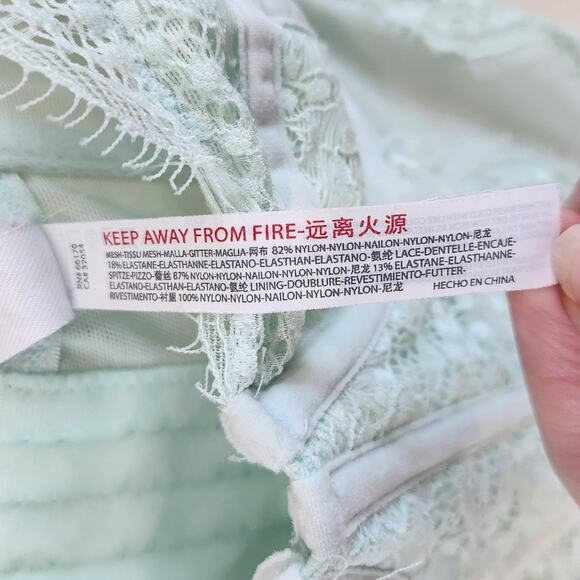 KEEP AWAY FROM FIRE-远离火源
MESH-TISSU MESH-MALLA-GITTER-MAGLIA-网布 82% NYLON-NYLON-NAILON-NYLON-NYLON-尼龙
18% ELASTANE-ELASTHANNE-ELASTANO-ELASTHAN-ELASTANO-氨纶 LACE-DENTELLE-ENCAJE-
SPITZE-PIZZO-蕾丝 87% NYLON-NYLON-NAILON-NYLON-NYLON-尼龙 13% ELASTANE-ELASTHANNE-
ELASTANO-ELASTHAN-ELASTANO-氨纶 LINING-DOUBLURE-REVESTIMIENTO-FUTTER-
RIVESTIMENTO-衬里 100% NYLON-NYLON-NAILON-NYLON-NYLON-尼龙 HECHO EN CHINA
RN# 66170
CA# 32054